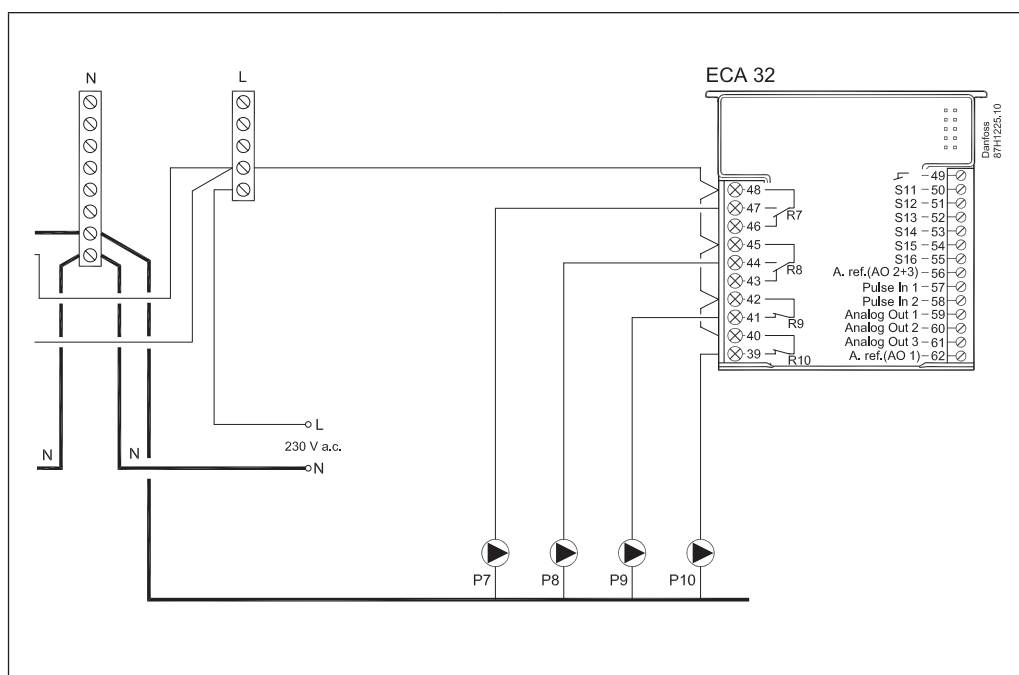 ECA 32
N
L
Danfoss
87H1225.10
48
47
R7
46
45
44
R8
43
42
41
R9
40
39
R10
49
S11 - 50
S12 - 51
S13 - 52
S14 - 53
S15 - 54
S16 - 55
A. ref.(AO 2+3) - 56
Pulse In 1 - 57
Pulse In 2 - 58
Analog Out 1 - 59
Analog Out 2 - 60
Analog Out 3 - 61
A. ref.(AO 1) - 62
L
230 V a.c.
N
N
N
P7
P8
P9
P10